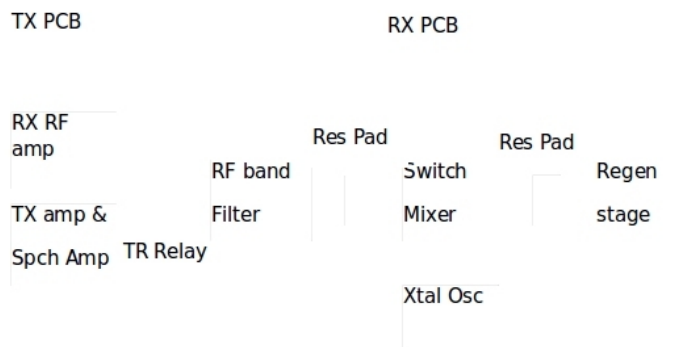 TX PCB
RX PCB
RX RF
amp
Res Pad
Res Pad
RF band
Filter
Switch
Mixer
Regen
stage
TX amp &
Spch Amp
TR Relay
Xtal Osc